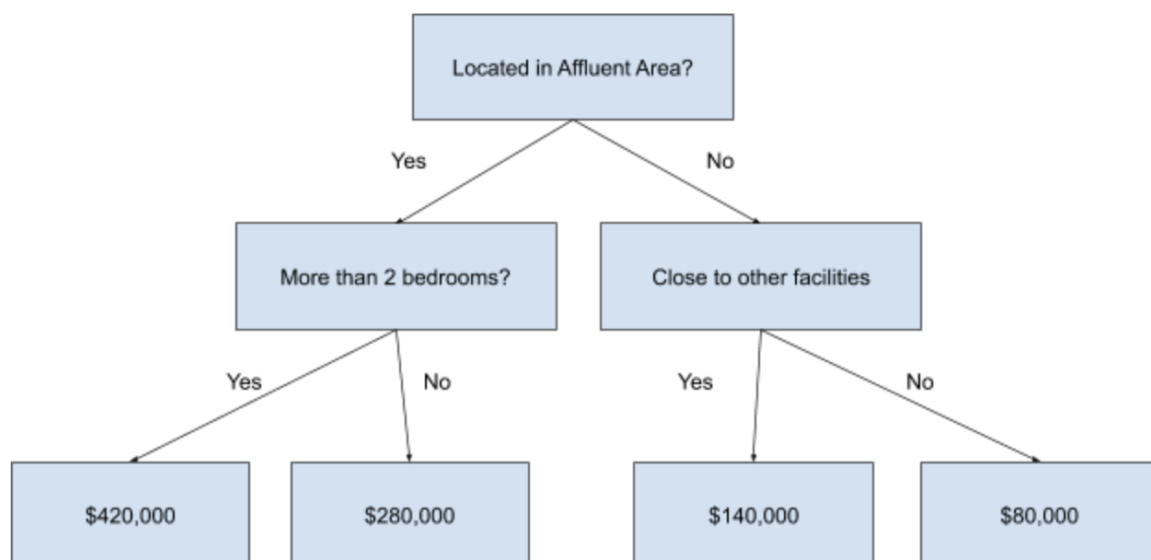 Located in Affluent Area?
Yes
No
More than 2 bedrooms?
Close to other facilities
Yes
No
Yes
No
$420,000
$280,000
$140,000
$80,000